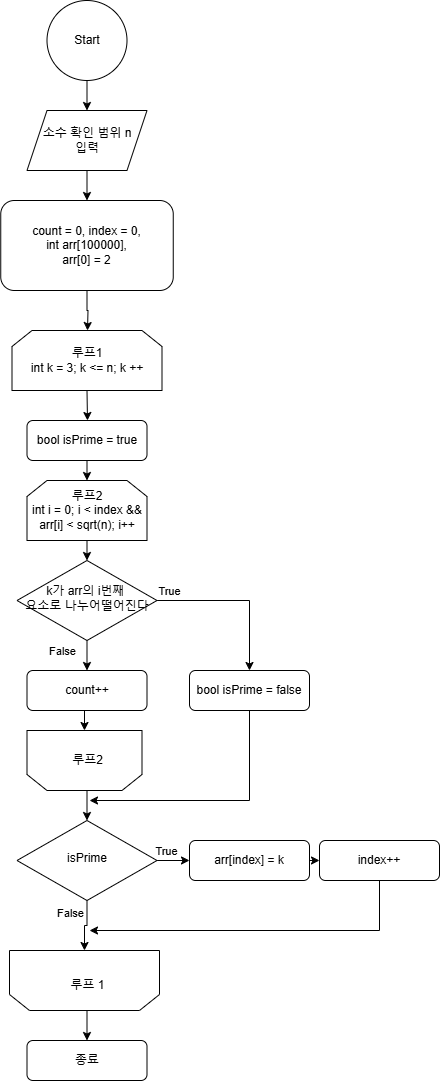 Start
소수 확인 범위 n
입력
count = 0, index = 0,
int arr[100000],
arr[0] = 2
루프1
int k = 3; k <= n; k ++
bool isPrime = true
루프2
int i = 0; i < index &&
arr[i] < sqrt(n); i++
k가 arr의 i번째
요소로 나누어떨어진다
True
False
count++
bool isPrime = false
루프2
isPrime
True
arr[index] = k
index++
False
루프 1
종료